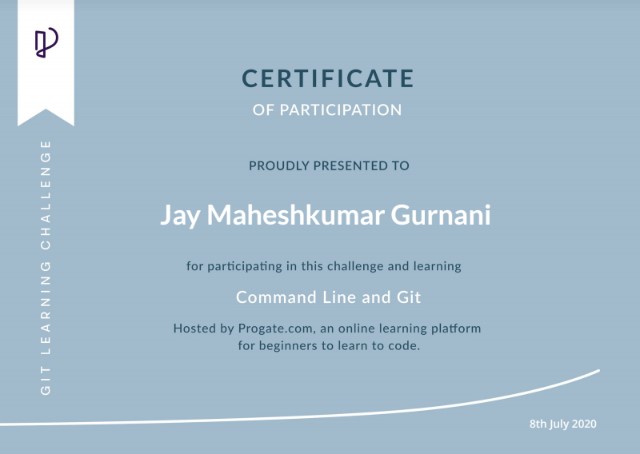 CERTIFICATE
OF PARTICIPATION
PROUDLY PRESENTED TO
Jay Maheshkumar Gurnani
for participating in this challenge and learning
Command Line and Git
Hosted by Progate.com, an online learning platform
for beginners to learn to code.
GIT LEARNING CHALLENGE
8th July 2020